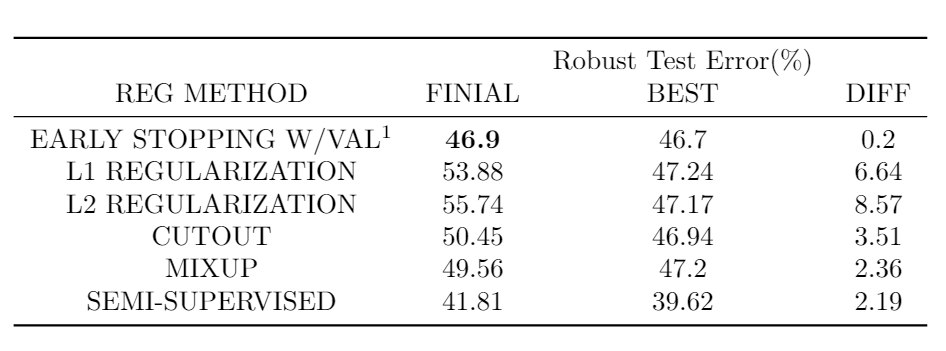 Robust Test Error(%)
REG METHOD FINIAL BEST DIFF
EARLY STOPPING W/VAL¹ 46.9 46.7 0.2
L1 REGULARIZATION 53.88 47.24 6.64
L2 REGULARIZATION 55.74 47.17 8.57
CUTOUT 50.45 46.94 3.51
MIXUP 49.56 47.2 2.36
SEMI-SUPERVISED 41.81 39.62 2.19